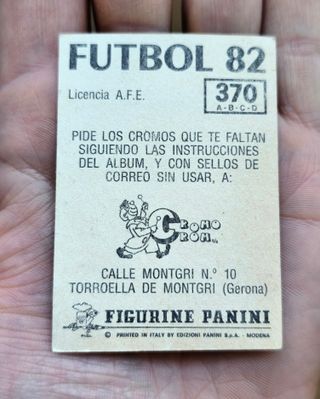 FUTBOL 82
Licencia A.F.E.
370
A-B-C-D
PIDE LOS CROMOS QUE TE FALTAN
SIGUIENDO LAS INSTRUCCIONES
DEL ALBUM, Y CON SELLOS DE
CORREO SIN USAR, A:
CROMO
CROM
CALLE MONTGRI N.º 10
TORROELLA DE MONTGRI (Gerona)
FIGURINE PANINI
© PRINTED IN ITALY BY EDIZIONI PANINI S.p.A. - MODENA